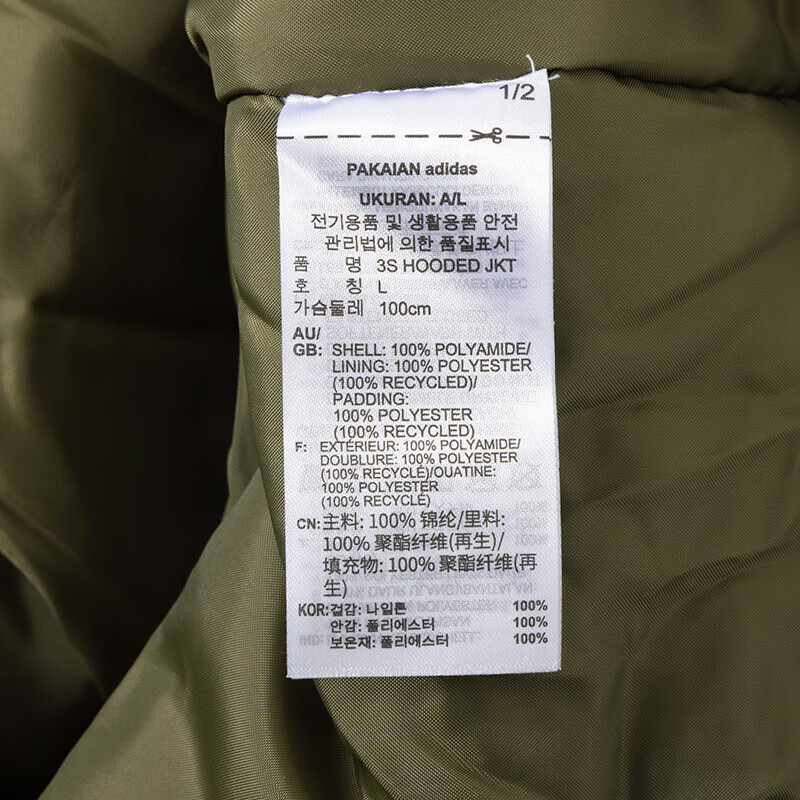 1/2
PAKAIAN adidas
UKURAN: A/L
전기용품 및 생활용품 안전
관리법에 의한 품질표시
품 명 3S HOODED JKT
호 칭 L
가슴둘레 100cm
AU/
GB: SHELL: 100% POLYAMIDE/
LINING: 100% POLYESTER
(100% RECYCLED)/
PADDING:
100% POLYESTER
(100% RECYCLED)
F: EXTÉRIEUR: 100% POLYAMIDE/
DOUBLURE: 100% POLYESTER
(100% RECYCLÉ)/OUATINE:
100% POLYESTER
(100% RECYCLÉ)
CN: 主料: 100% 锦纶/里料:
100% 聚酯纤维(再生)/
填充物: 100% 聚酯纤维(再
生)
KOR: 겉감: 나일론 100%
안감: 폴리에스터 100%
보온재: 폴리에스터 100%